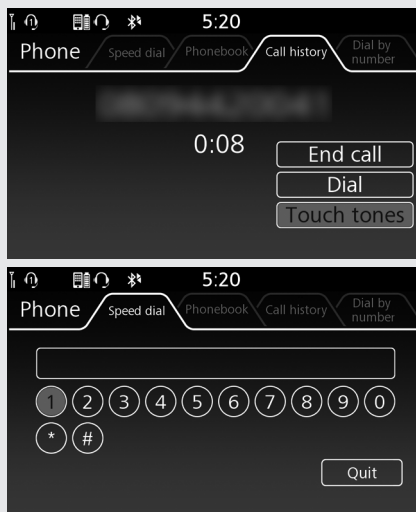 5:20
Phone Speed dial Phonebook Call history Dial by number
0:08
End call
Dial
Touch tones
5:20
Phone Speed dial Phonebook Call history Dial by number
1 2 3 4 5 6 7 8 9 0
* #
Quit